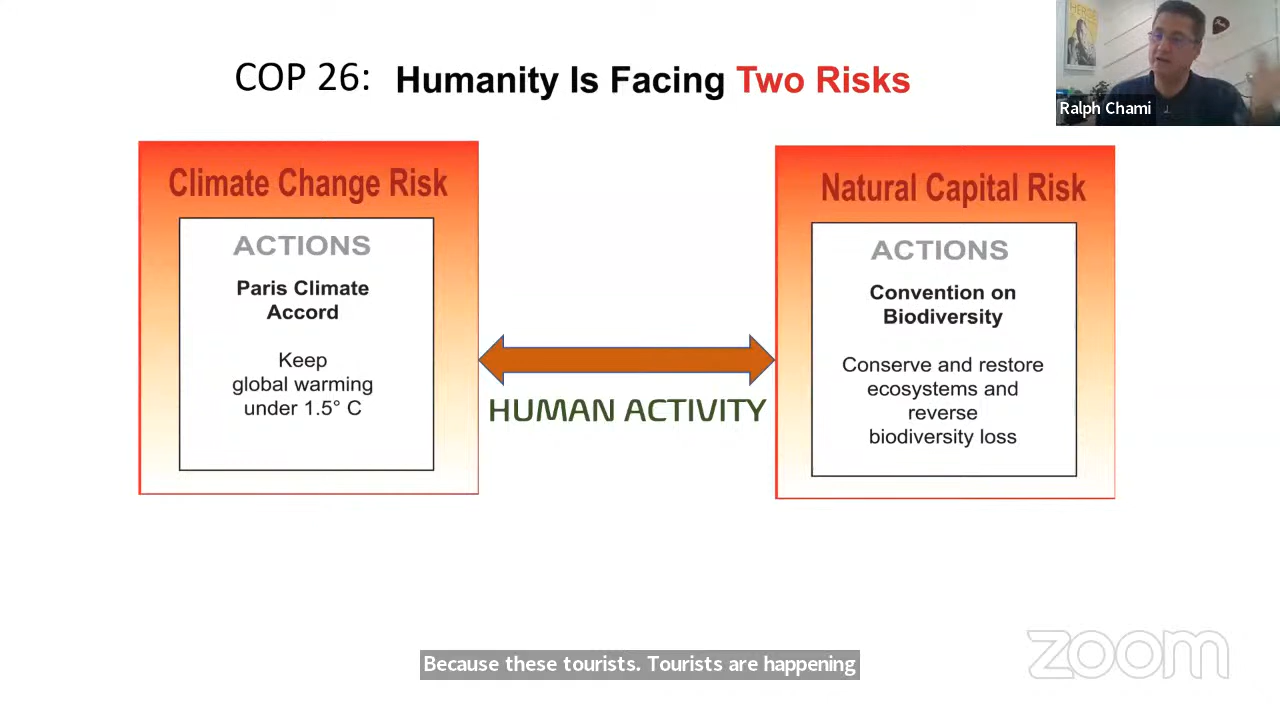 COP 26: Humanity Is Facing Two Risks
HERGÉ
Ralph Chami
Climate Change Risk
ACTIONS
Paris Climate
Accord
Keep
global warming
under 1.5° C
HUMAN ACTIVITY
Natural Capital Risk
ACTIONS
Convention on
Biodiversity
Conserve and restore
ecosystems and
reverse
biodiversity loss
Because these tourists. Tourists are happening
zoom